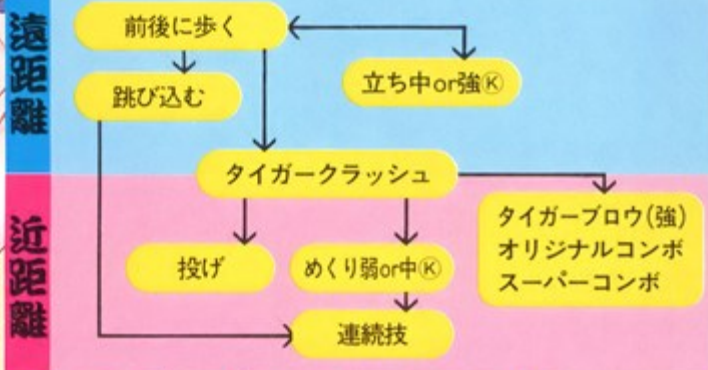 遠距離
前後に歩く
跳び込む
立ち中or強Ⓚ
タイガークラッシュ
近距離
投げ
めくり弱or中Ⓚ
タイガーブロウ(強)
オリジナルコンボ
スーパーコンボ
連続技